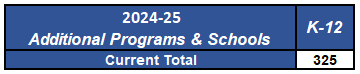 2024-25
Additional Programs & Schools K-12
Current Total 325